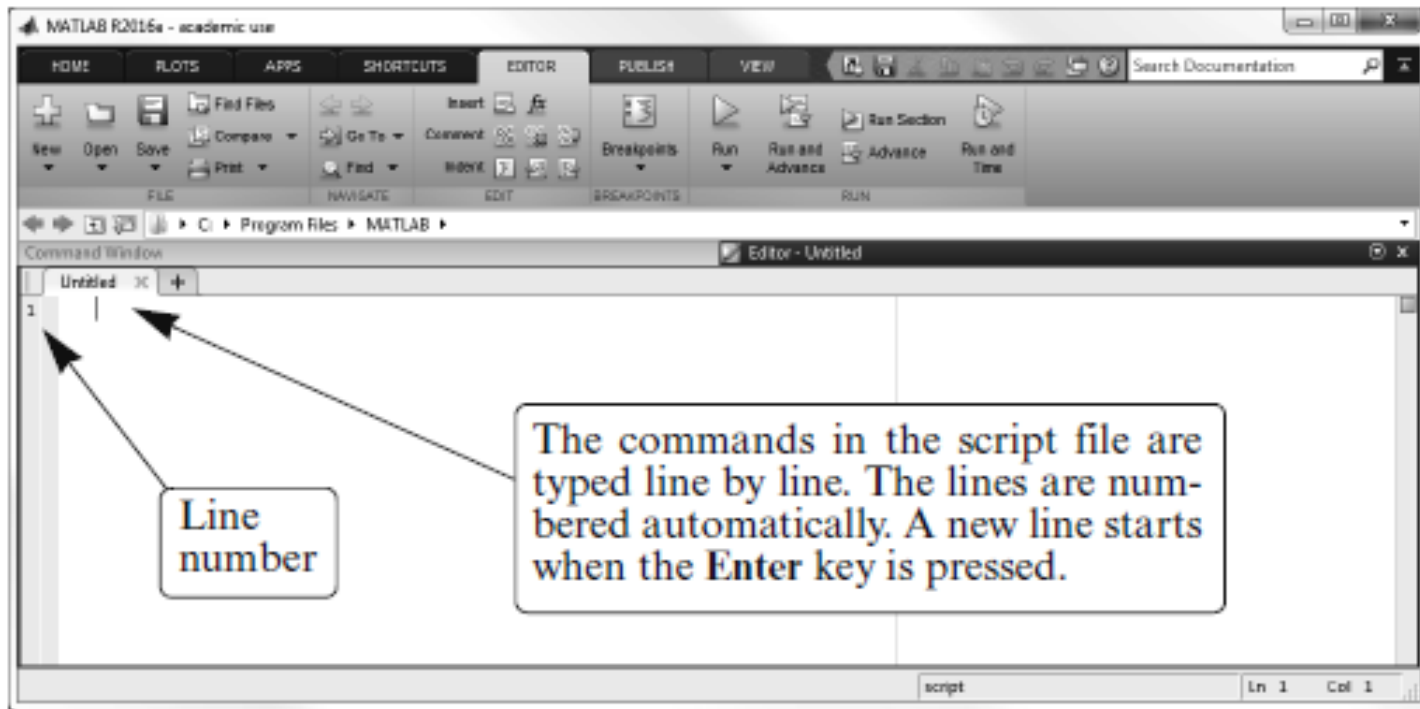 MATLAB R2016a - academic use
HOME PLOTS APPS SHORTCUTS EDITOR PUBLISH VIEW Search Documentation
New Open Save Find Files Compare Print
Go To Find
Insert fx
Comment
Indent
Breakpoints Run Run and Advance Run Section Advance Run and Time
FILE NAVIGATE EDIT BREAKPOINTS RUN
C: Program Files MATLAB
Command Window Editor - Untitled
Untitled
1
The commands in the script file are
typed line by line. The lines are num-
bered automatically. A new line starts
when the Enter key is pressed.
Line
number
script Ln 1 Col 1